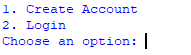 1. Create Account
2. Login
Choose an option: